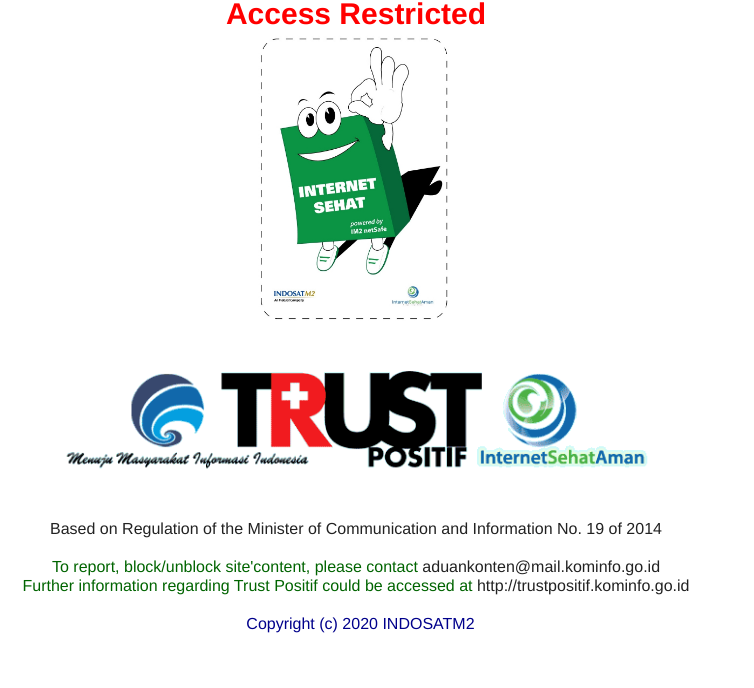 Access Restricted
INTERNET
SEHAT
powered by
IM2 netSafe
INDOSATM2
InternetSehatAman
TRUST
POSITIF
Menuju Masyarakat Informasi Indonesia
InternetSehatAman
Based on Regulation of the Minister of Communication and Information No. 19 of 2014
To report, block/unblock site'content, please contact aduankonten@mail.kominfo.go.id
Further information regarding Trust Positif could be accessed at http://trustpositif.kominfo.go.id
Copyright (c) 2020 INDOSATM2